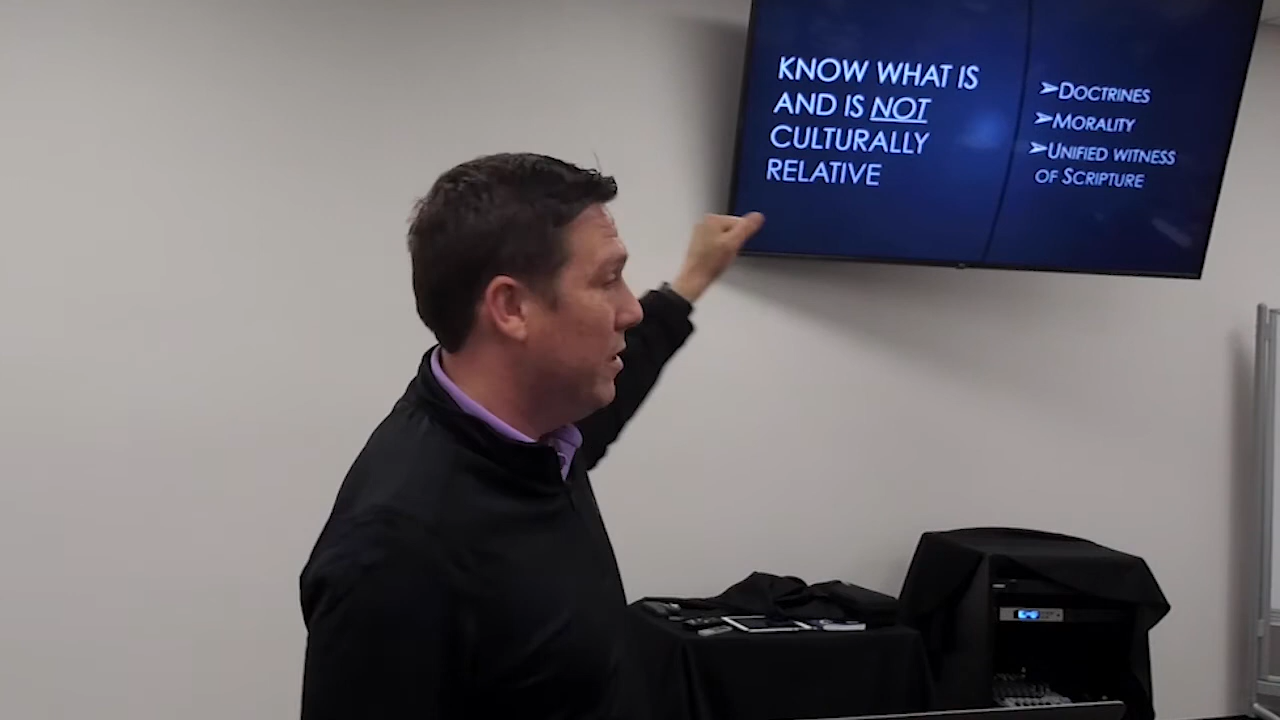 KNOW WHAT IS
AND IS NOT
CULTURALLY
RELATIVE
➢DOCTRINES
➢MORALITY
➢UNIFIED WITNESS
OF SCRIPTURE